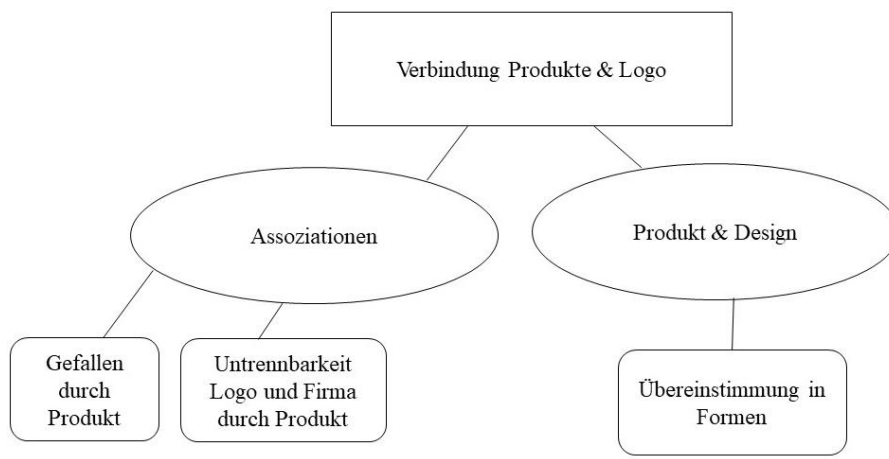 Verbindung Produkte & Logo
Assoziationen
Produkt & Design
Gefallen
durch
Produkt
Untrennbarkeit
Logo und Firma
durch Produkt
Übereinstimmung in
Formen